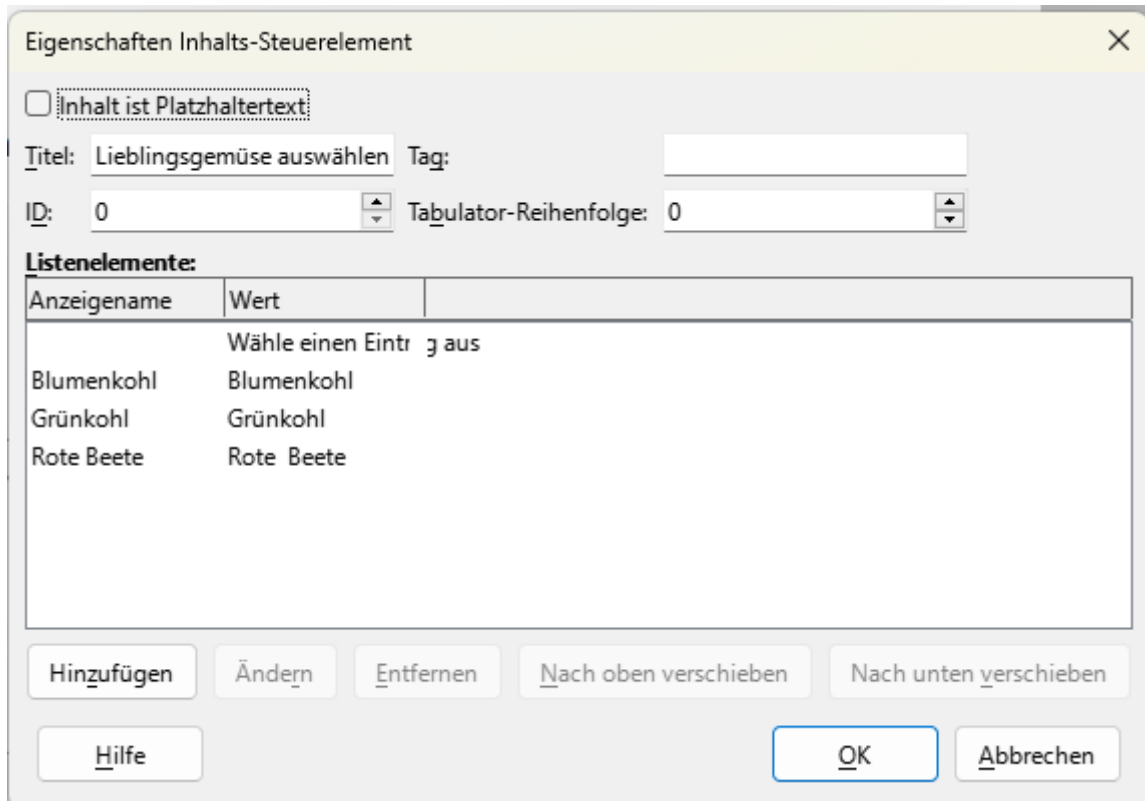 Eigenschaften Inhalts-Steuerelement
Inhalt ist Platzhaltertext
Titel: Lieblingsgemüse auswählen Tag:
ID: 0 Tabulator-Reihenfolge: 0
Listenelemente:
Anzeigename Wert
Wähle einen Eintr g aus
Blumenkohl Blumenkohl
Grünkohl Grünkohl
Rote Beete Rote Beete
Hinzufügen Ändern Entfernen Nach oben verschieben Nach unten verschieben
Hilfe OK Abbrechen